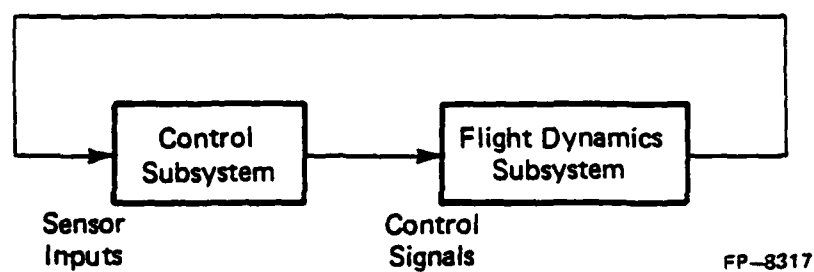 Control
Subsystem
Flight Dynamics
Subsystem
Sensor
Inputs
Control
Signals
FP-8317